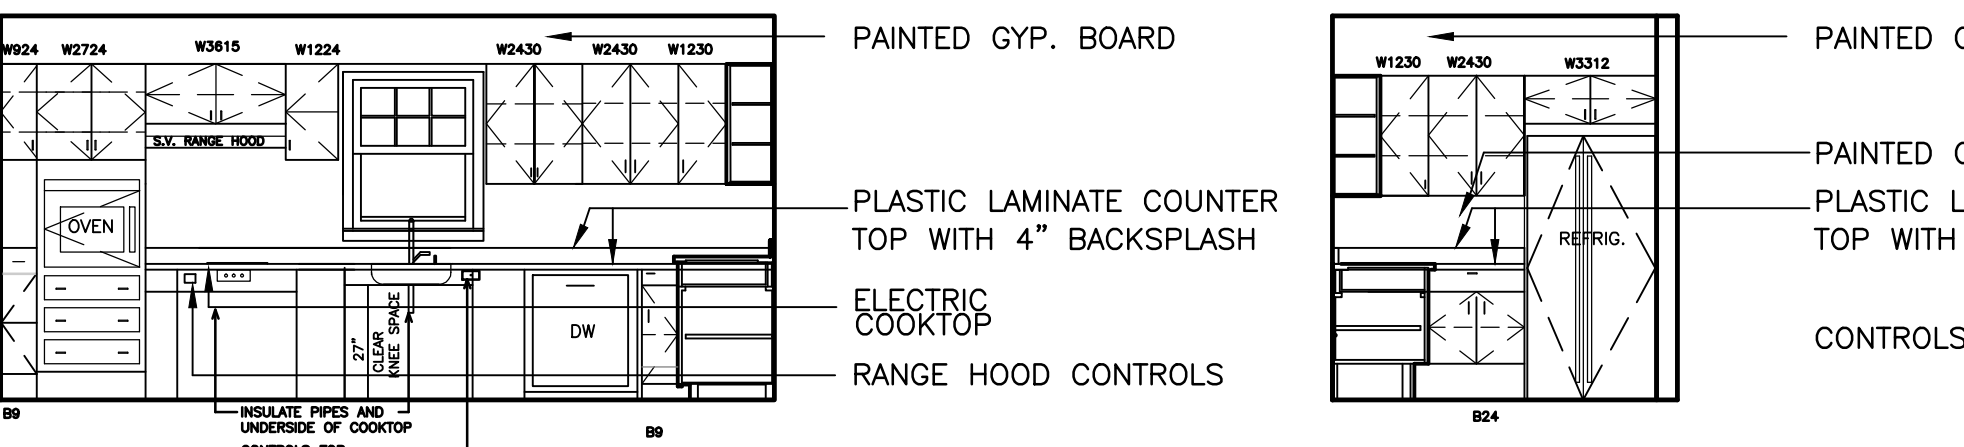 PAINTED GYP. BOARD
PAINTED
W924 W2724 W3615 W1224 W2430 W2430 W1230
W1230 W2430 W3312
S.V. RANGE HOOD
PAINTED
PLASTIC LAMINATE COUNTER
TOP WITH 4” BACKSPLASH
PLASTIC
TOP WITH
OVEN
REFRIG.
ELECTRIC
COOKTOP
27”
CLEAR
KNEE SPACE
DW
CONTROLS
RANGE HOOD CONTROLS
B9
INSULATE PIPES AND
UNDERSIDE OF COOKTOP
CONTROLS FOR
B9
B24